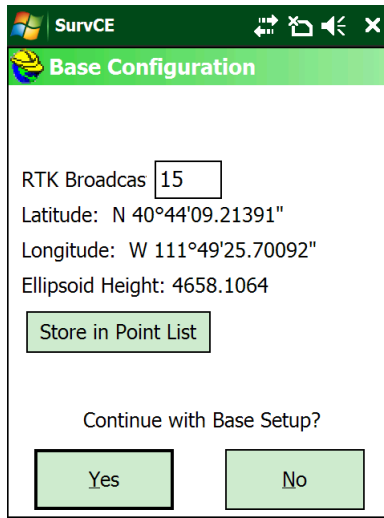 SurvCE
Base Configuration
RTK Broadcas 15
Latitude: N 40°44'09.21391"
Longitude: W 111°49'25.70092"
Ellipsoid Height: 4658.1064
Store in Point List
Continue with Base Setup?
Yes No